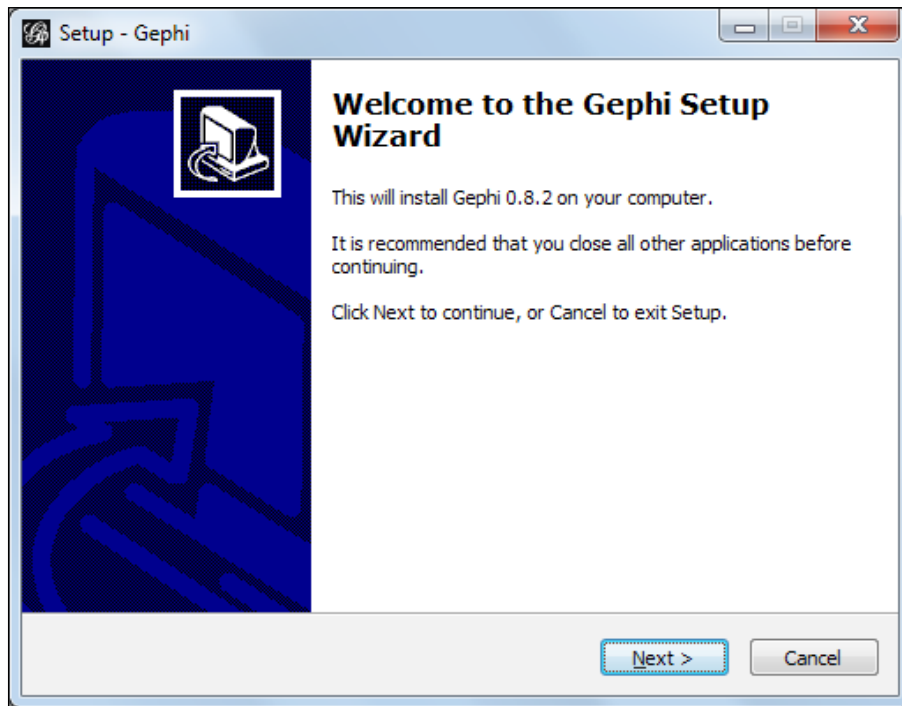 Setup - Gephi
Welcome to the Gephi Setup
Wizard
This will install Gephi 0.8.2 on your computer.
It is recommended that you close all other applications before
continuing.
Click Next to continue, or Cancel to exit Setup.
Next >
Cancel